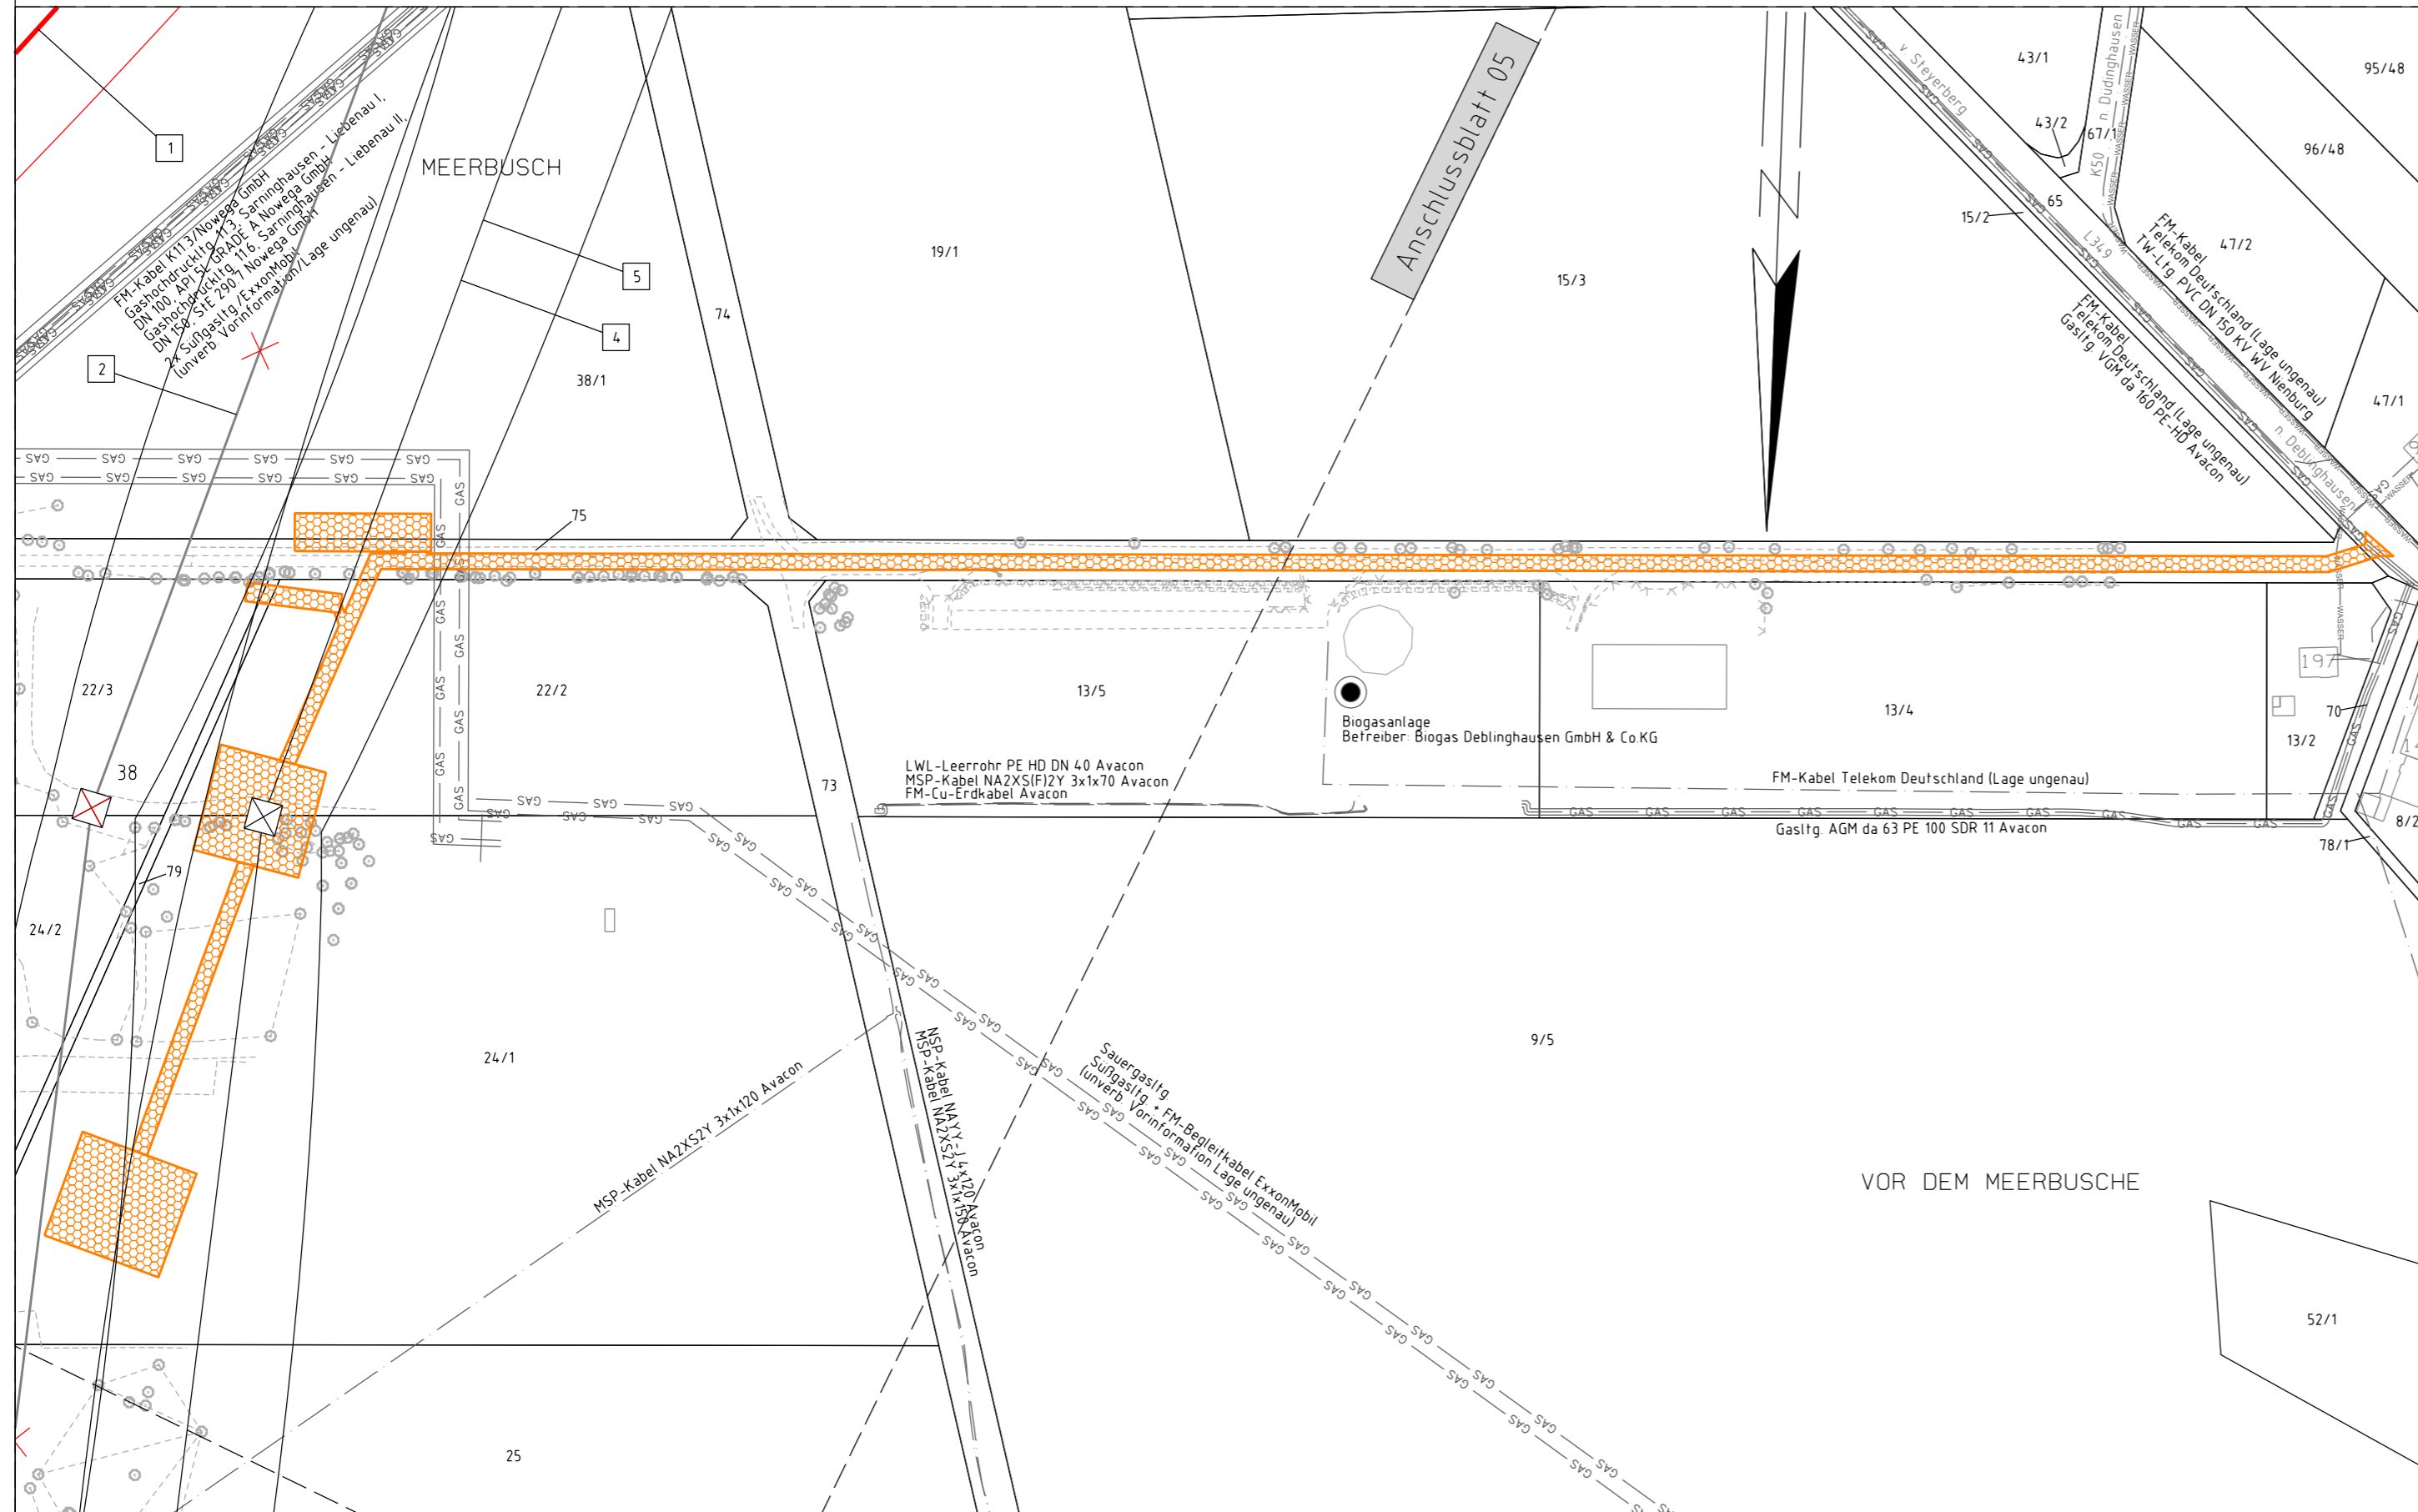 1
MEERBUSCH
FM-Kabel K11.3/Nowega GmbH
Gashochdruckltg. 11.3, Sarninghausen - Liebenau I,
DN 100, API 5L GRADE A Nowega GmbH
Gashochdruckltg. 11.6, Sarninghausen - Liebenau II,
DN 150, StE 290.7 Nowega GmbH
2x Süßgasltg./ExxonMobil
(unverb. Vorinformation/Lage ungenau)
2
5
4
38/1
74
19/1
Anschlussblatt 05
15/3
N
v. Steyerberg
43/1
43/2
67/1
K50
n. Düdinghausen
95/48
96/48
65
15/2
L349
47/2
47/1
FM-Kabel
Telekom Deutschland (Lage ungenau)
TW-Ltg. PVC DN 150 KV WV Nienburg
FM-Kabel
Telekom Deutschland (Lage ungenau)
Gasltg. VGM da 160 PE-HD Avacon
n. Deblinghausen
GAS
WASSER
75
22/3
22/2
13/5
Biogasanlage
Betreiber: Biogas Deblinghausen GmbH & Co.KG
13/4
197
70
13/2
38
73
LWL-Leerrohr PE HD DN 40 Avacon
MSP-Kabel NA2XS(F)2Y 3x1x70 Avacon
FM-Cu-Erdkabel Avacon
FM-Kabel Telekom Deutschland (Lage ungenau)
Gasltg. AGM da 63 PE 100 SDR 11 Avacon
8/2
78/1
79
24/2
24/1
MSP-Kabel NA2XS2Y 3x1x120 Avacon
NSP-Kabel NAYY-J 4x120 Avacon
MSP-Kabel NA2XS2Y 3x1x150 Avacon
Sauergasltg.
Süßgasltg. + FM-Begleitkabel ExxonMobil
(unverb. Vorinformation Lage ungenau)
9/5
VOR DEM MEERBUSCHE
52/1
25